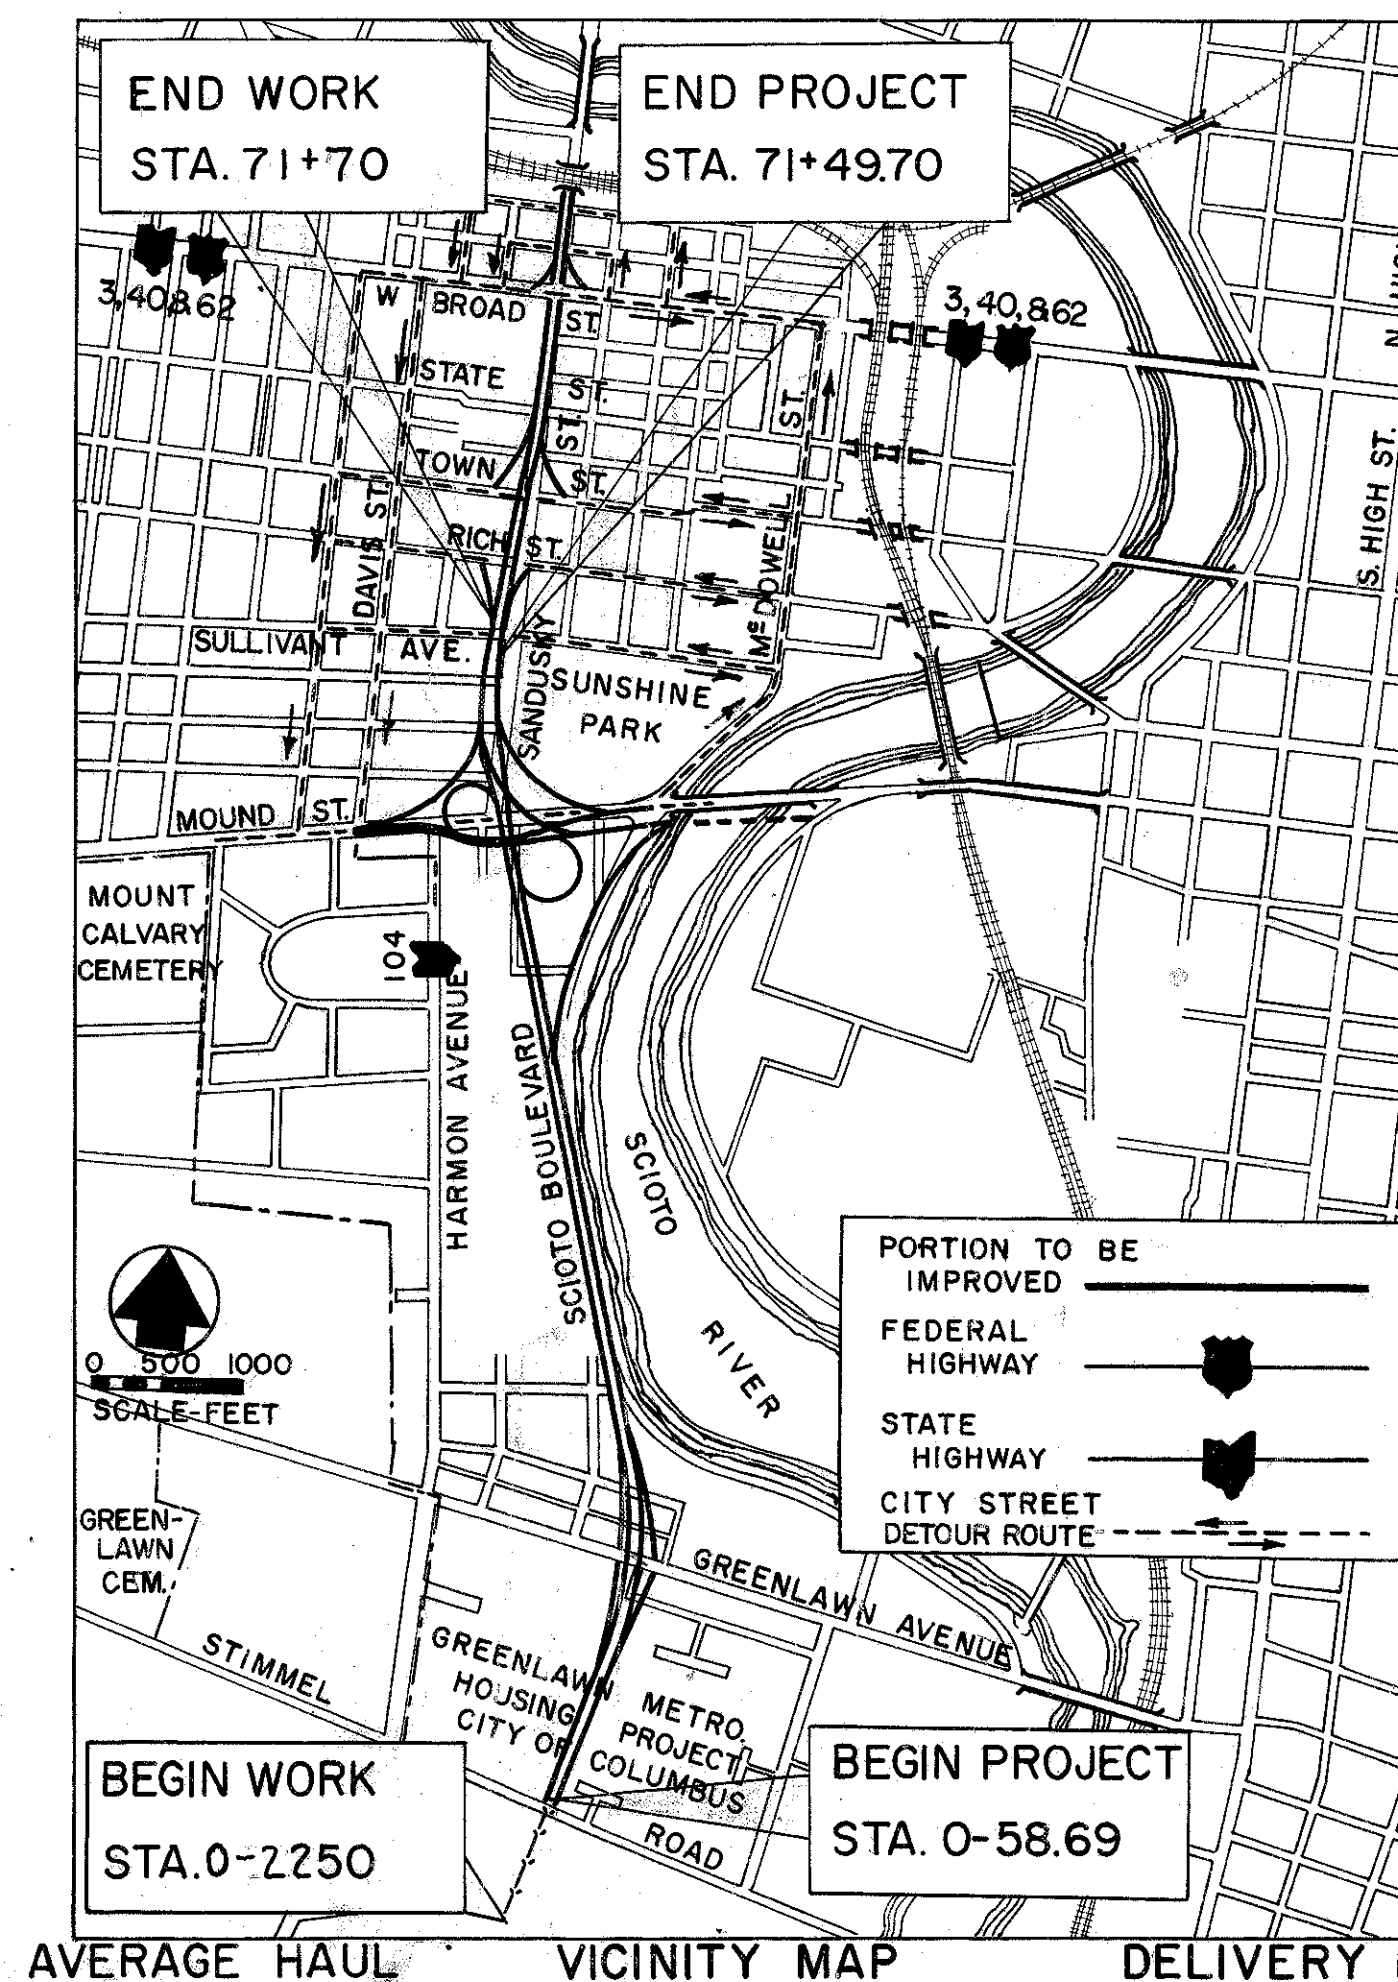 END WORK
STA. 71+70
END PROJECT
STA. 71+49.70
3, 40, & 62
3, 40, & 62
W BROAD ST.
STATE ST.
ST.
TOWN ST.
RICH ST.
DAVIS ST.
McDOWELL ST.
S. HIGH ST.
SULLIVANT AVE.
SANDUSKY
SUNSHINE
PARK
MOUND ST.
MOUNT
CALVARY
CEMETERY
104
HARMON AVENUE
SCIOTO BOULEVARD
SCIOTO
RIVER
0 500 1000
SCALE-FEET
PORTION TO BE
IMPROVED
FEDERAL
HIGHWAY
STATE
HIGHWAY
CITY STREET
DETOUR ROUTE
GREEN-
LAWN
CEM.
GREENLAWN AVENUE
STIMMEL
ROAD
GREENLAWN
HOUSING
CITY OF
METRO.
PROJECT
COLUMBUS
BEGIN WORK
STA. 0-2250
BEGIN PROJECT
STA. 0-58.69
AVERAGE HAUL VICINITY MAP DELIVERY